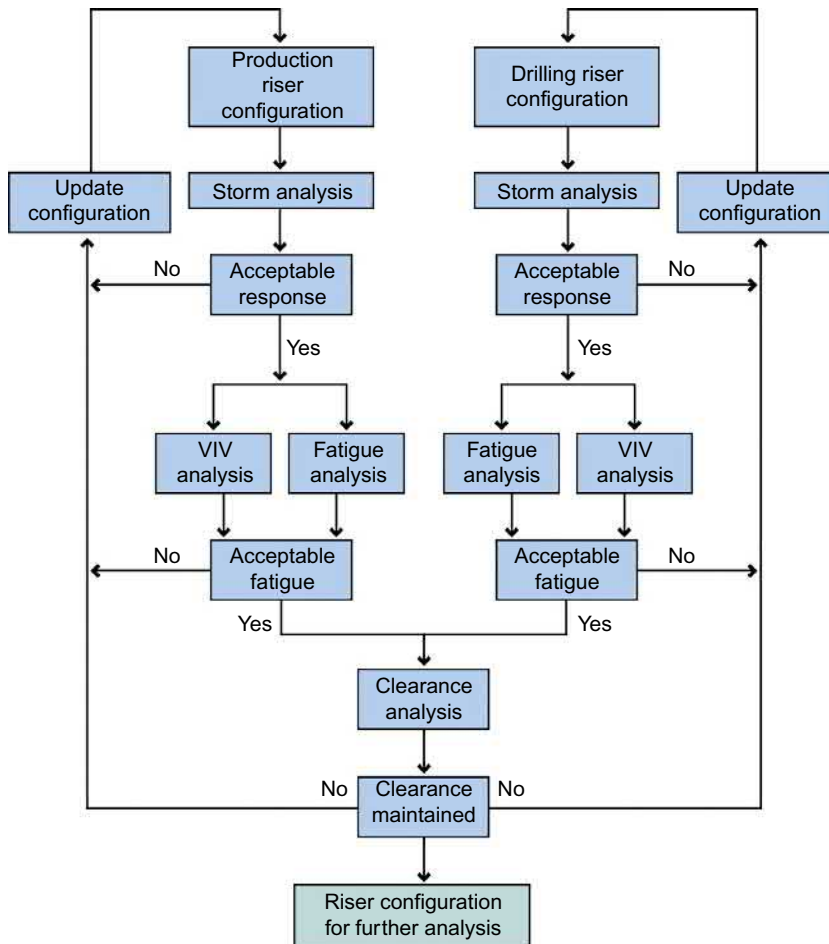 Production
riser
configuration
Drilling riser
configuration
Update
configuration
Storm analysis
Storm analysis
Update
configuration
No
Acceptable
response
Acceptable
response
No
Yes
Yes
VIV
analysis
Fatigue
analysis
Fatigue
analysis
VIV
analysis
No
Acceptable
fatigue
Acceptable
fatigue
No
Yes
Yes
Clearance
analysis
No
Clearance
maintained
No
Riser configuration
for further analysis